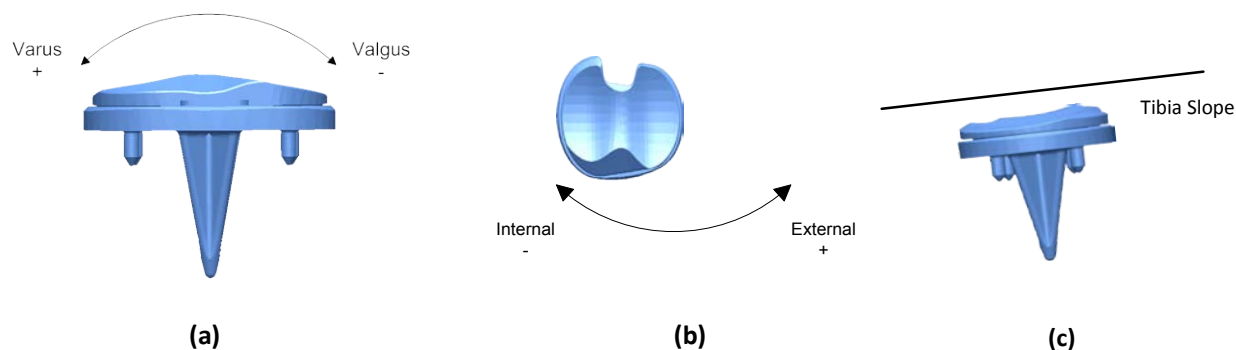 Varus
+
Valgus
-
Internal
-
External
+
Tibia Slope
(a)
(b)
(c)